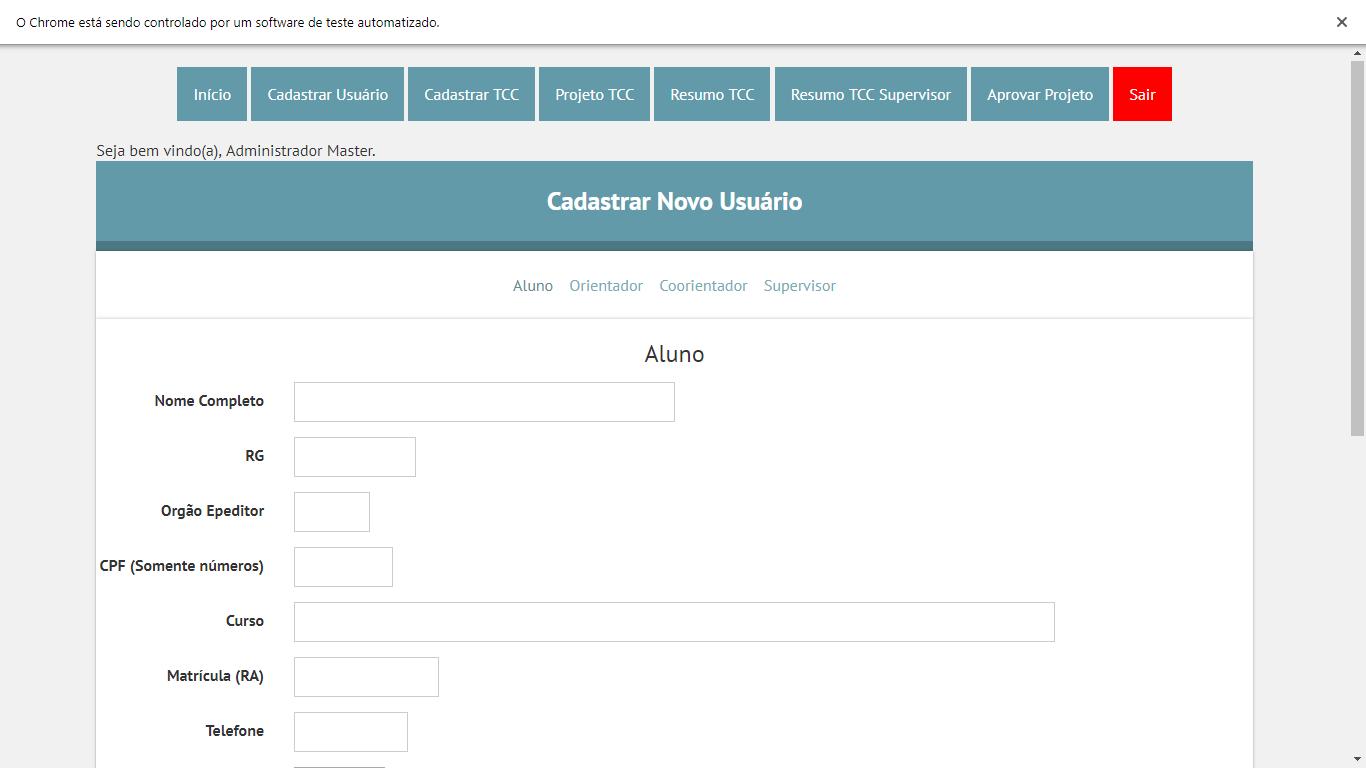 O Chrome está sendo controlado por um software de teste automatizado.
Início Cadastrar Usuário Cadastrar TCC Projeto TCC Resumo TCC Resumo TCC Supervisor Aprovar Projeto Sair
Seja bem vindo(a), Administrador Master.
Cadastrar Novo Usuário
Aluno Orientador Coorientador Supervisor
Aluno
Nome Completo
RG
Orgão Epeditor
CPF (Somente números)
Curso
Matrícula (RA)
Telefone